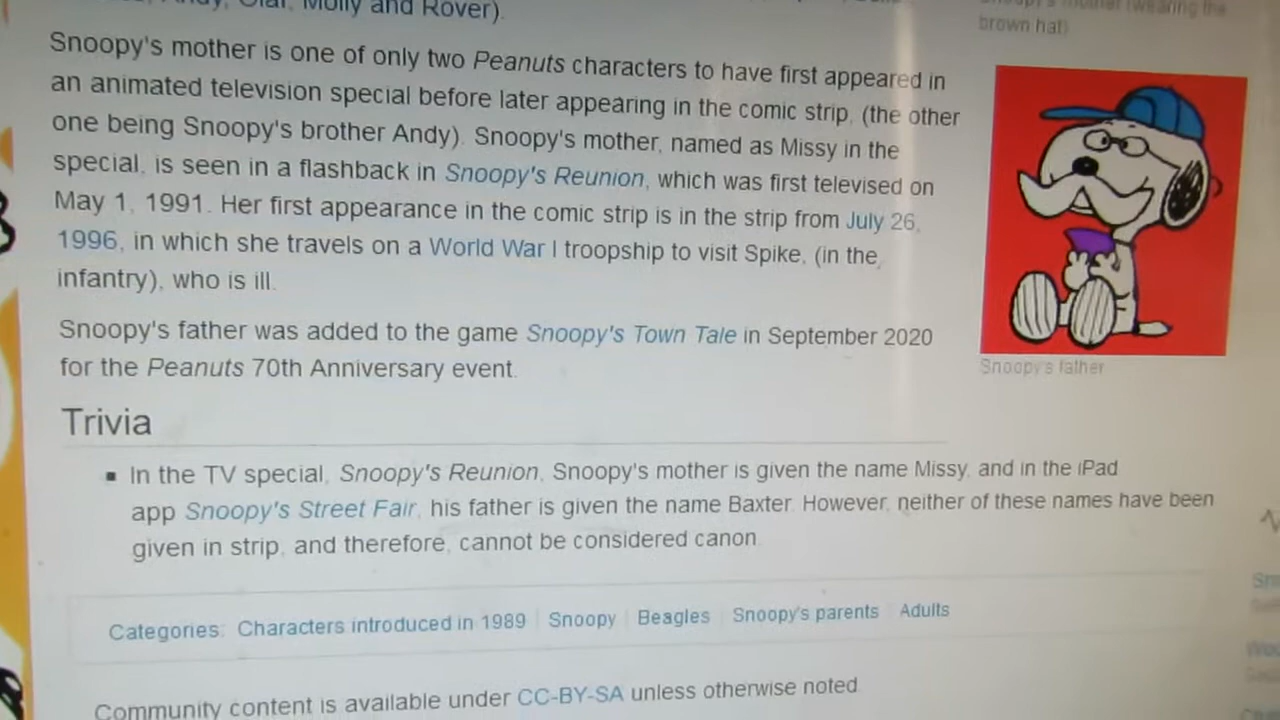 Molly and Rover).
brown hat)
Snoopy's mother is one of only two Peanuts characters to have first appeared in
an animated television special before later appearing in the comic strip, (the other
one being Snoopy's brother Andy). Snoopy's mother, named as Missy in the
special, is seen in a flashback in Snoopy's Reunion, which was first televised on
May 1, 1991. Her first appearance in the comic strip is in the strip from July 26,
1996, in which she travels on a World War I troopship to visit Spike, (in the
infantry), who is ill.
Snoopy's father was added to the game Snoopy's Town Tale in September 2020
for the Peanuts 70th Anniversary event.
Snoopy's father
Trivia
In the TV special, Snoopy's Reunion, Snoopy's mother is given the name Missy, and in the iPad
app Snoopy's Street Fair, his father is given the name Baxter. However, neither of these names have been
given in strip, and therefore, cannot be considered canon.
Categories: Characters introduced in 1989 Snoopy Beagles Snoopy's parents Adults
Community content is available under CC-BY-SA unless otherwise noted.